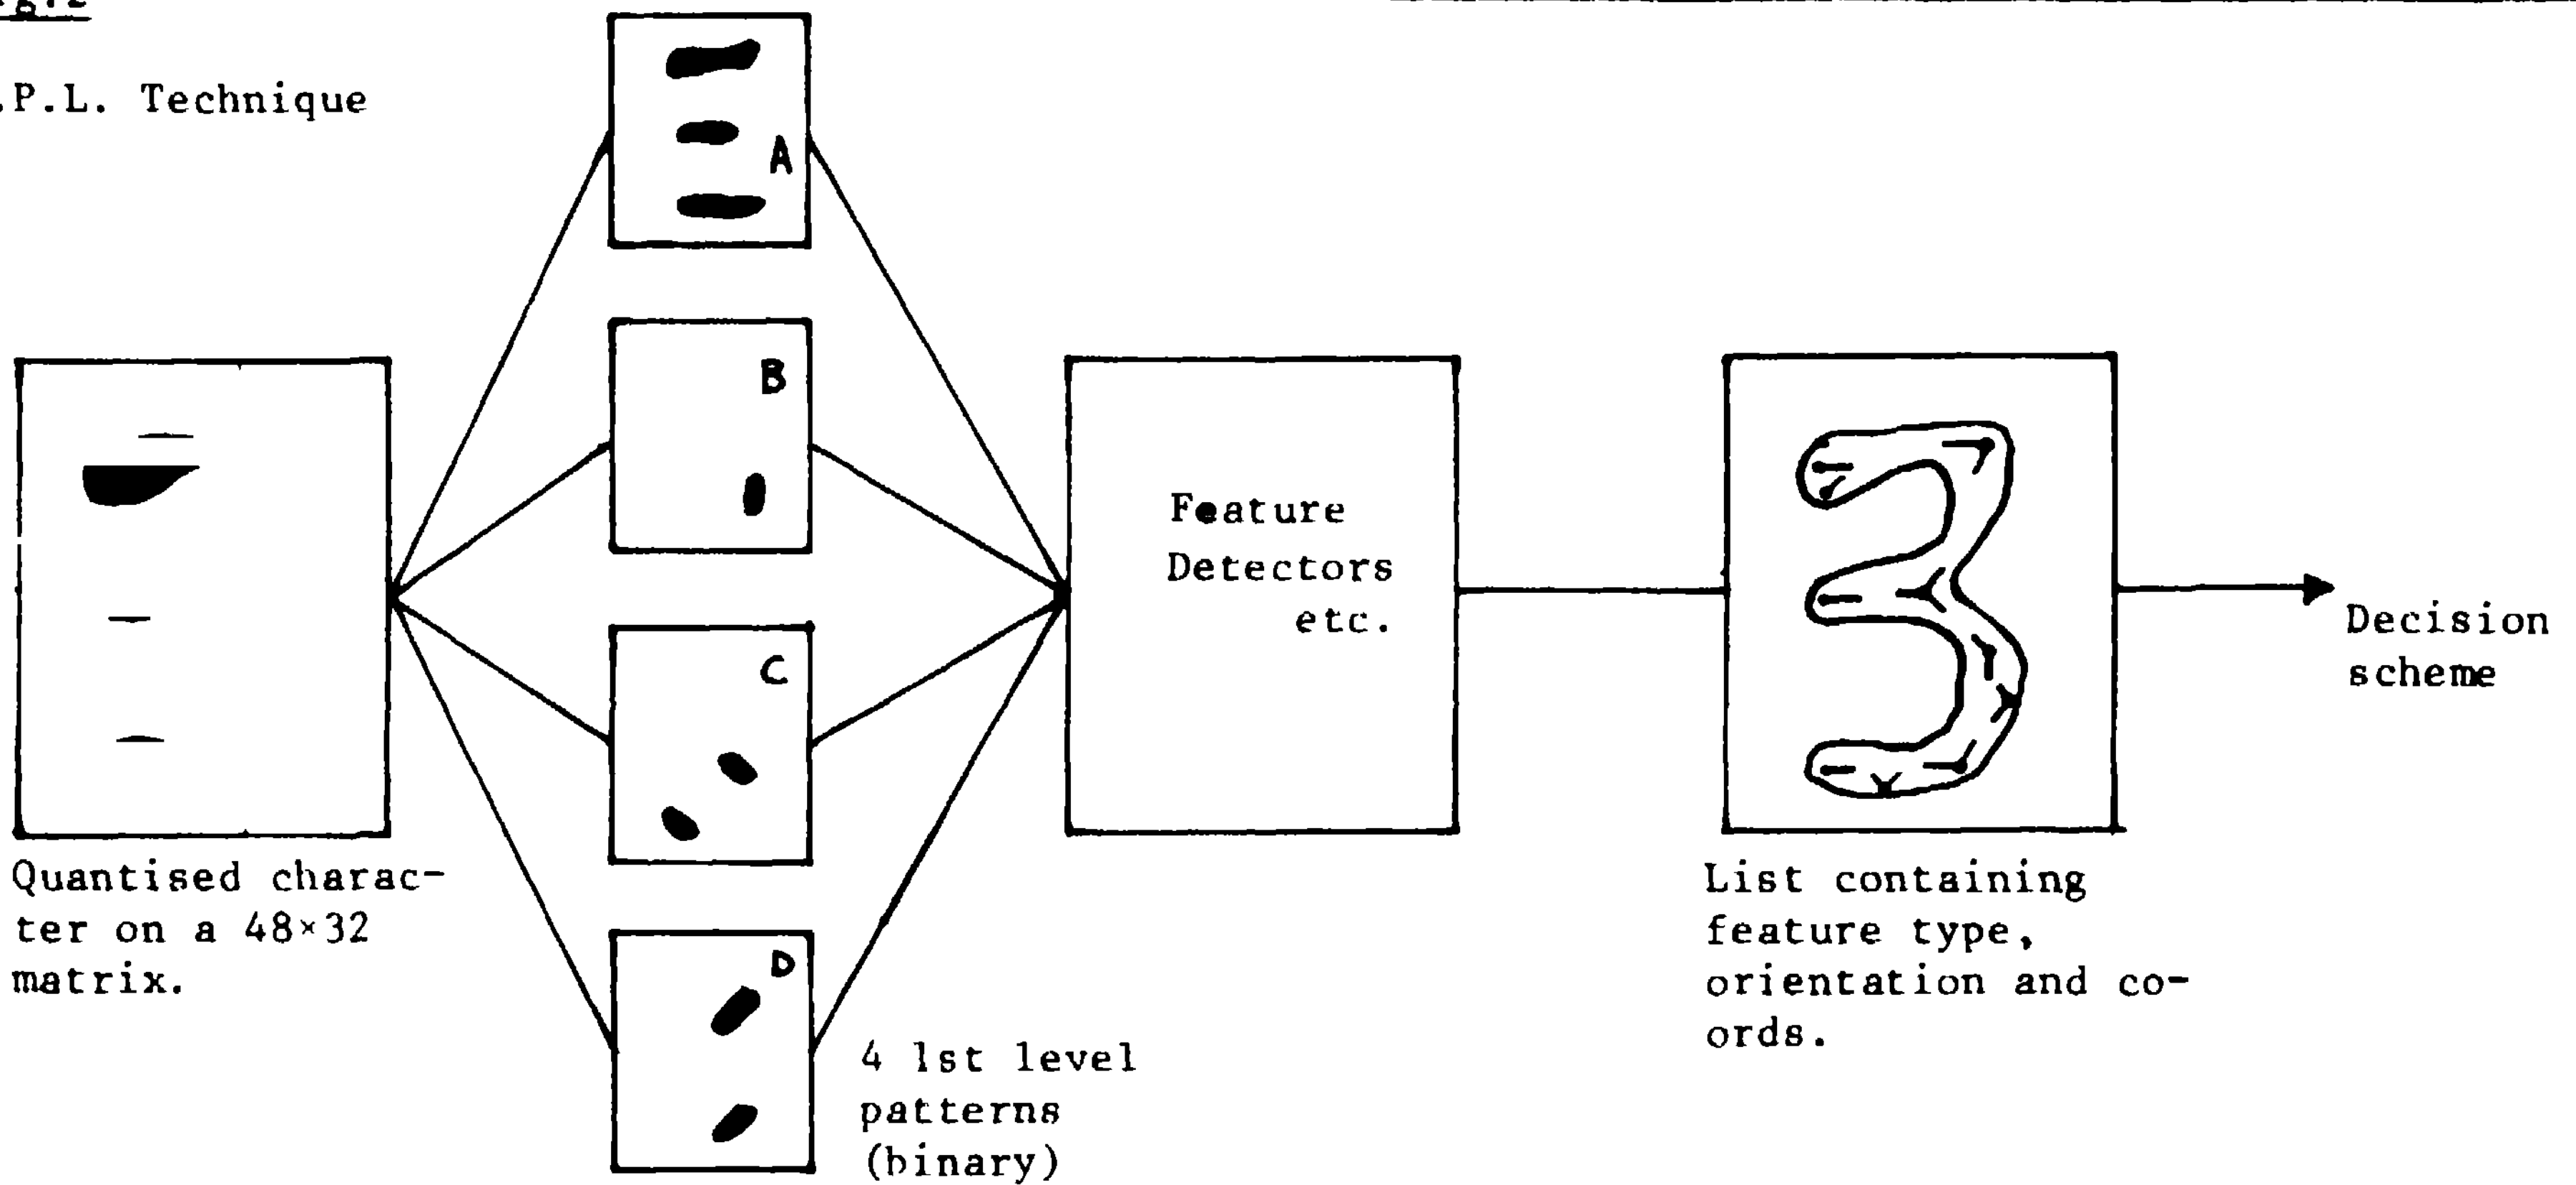 .P.L. Technique
A
B
C
D
Feature
Detectors
etc.
Decision
scheme
Quantised charac-
ter on a 48×32
matrix.
4 1st level
patterns
(binary)
List containing
feature type,
orientation and co-
ords.